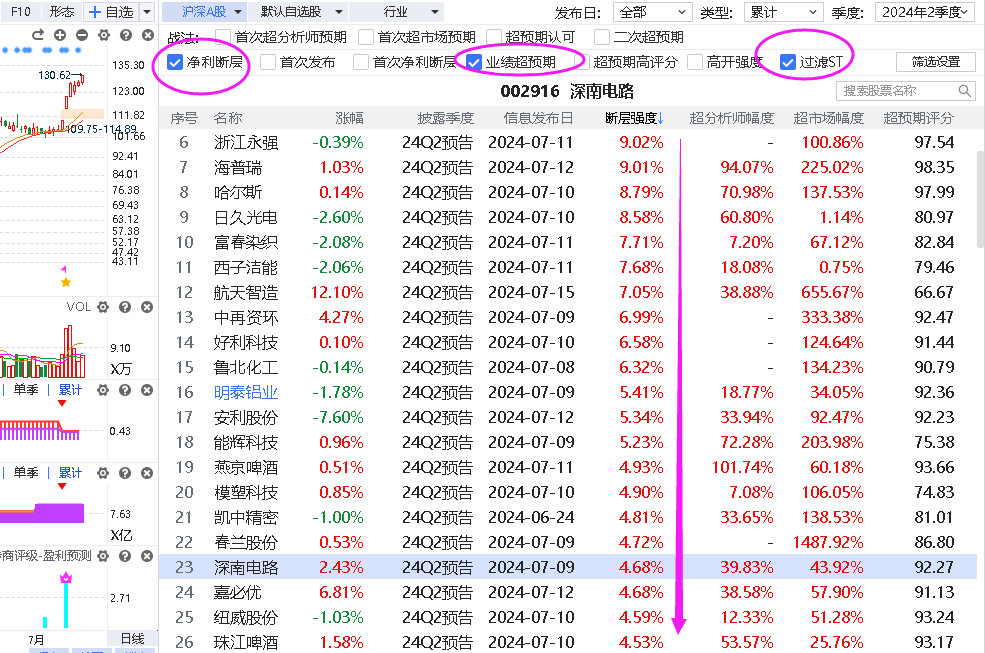 F10 形态 + 自选 沪深A股 默认自选股 行业 发布日: 全部 类型: 累计 季度: 2024年2季度
战法: 首次超分析师预期 首次超市场预期 超预期认可 二次超预期
净利断层 首次发布 首次净利断层 业绩超预期 超预期高评分 高开强度 过滤ST 筛选设置
002916 深南电路 搜索股票名称
序号 名称 涨幅 披露季度 信息发布日 断层强度↓ 超分析师幅度 超市场幅度 超预期评分
6 浙江永强 -0.39% 24Q2预告 2024-07-11 9.02% - 100.86% 97.54
7 海普瑞 1.03% 24Q2预告 2024-07-12 9.01% 94.07% 225.02% 98.35
8 哈尔斯 0.14% 24Q2预告 2024-07-10 8.79% 70.98% 137.53% 97.99
9 日久光电 -2.60% 24Q2预告 2024-07-10 8.58% 60.80% 1.14% 80.97
10 富春染织 -2.08% 24Q2预告 2024-07-11 7.71% 7.20% 67.12% 82.84
11 西子洁能 -2.06% 24Q2预告 2024-07-11 7.68% 18.08% 0.75% 79.46
12 航天智造 12.10% 24Q2预告 2024-07-15 7.05% 38.88% 655.67% 66.67
13 中再资环 4.27% 24Q2预告 2024-07-09 6.99% - 333.38% 92.47
14 好利科技 0.10% 24Q2预告 2024-07-10 6.58% - 124.64% 91.44
15 鲁北化工 -0.14% 24Q2预告 2024-07-08 6.32% - 134.23% 90.79
16 明泰铝业 -1.78% 24Q2预告 2024-07-09 5.41% 18.77% 34.05% 92.36
17 安利股份 -7.60% 24Q2预告 2024-07-12 5.34% 33.94% 92.47% 92.23
18 能辉科技 0.96% 24Q2预告 2024-07-09 5.23% 72.28% 203.98% 75.38
19 燕京啤酒 0.51% 24Q2预告 2024-07-11 4.93% 101.74% 60.18% 93.66
20 模塑科技 0.85% 24Q2预告 2024-07-10 4.90% 7.08% 106.05% 74.83
21 凯中精密 -1.00% 24Q2预告 2024-06-24 4.81% 33.65% 138.53% 81.01
22 春兰股份 0.53% 24Q2预告 2024-07-09 4.72% - 1487.92% 86.80
23 深南电路 2.43% 24Q2预告 2024-07-09 4.68% 39.83% 43.92% 92.27
24 嘉必优 6.81% 24Q2预告 2024-07-12 4.68% 38.58% 57.90% 91.13
25 纽威股份 -1.03% 24Q2预告 2024-07-10 4.59% 12.33% 51.28% 93.24
26 珠江啤酒 1.58% 24Q2预告 2024-07-10 4.53% 53.57% 25.76% 93.17
135.30
130.62
123.00
111.82
109.75-114.89
101.66
92.41
84.01
76.38
69.43
63.12
57.38
52.17
47.42
43.11
VOL
9.10
X万
单季 累计
0.43
单季 累计
7.63
X亿
商评级-盈利预测
2.71
7月 日线